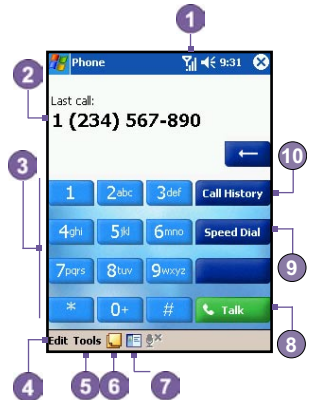 1
Phone 9:31
2
Last call:
1 (234) 567-890
3
10
1 2abc 3def Call History
4ghi 5jkl 6mno Speed Dial
9
7pqrs 8tuv 9wxyz
* 0+ # Talk
8
Edit Tools
4 5 6 7